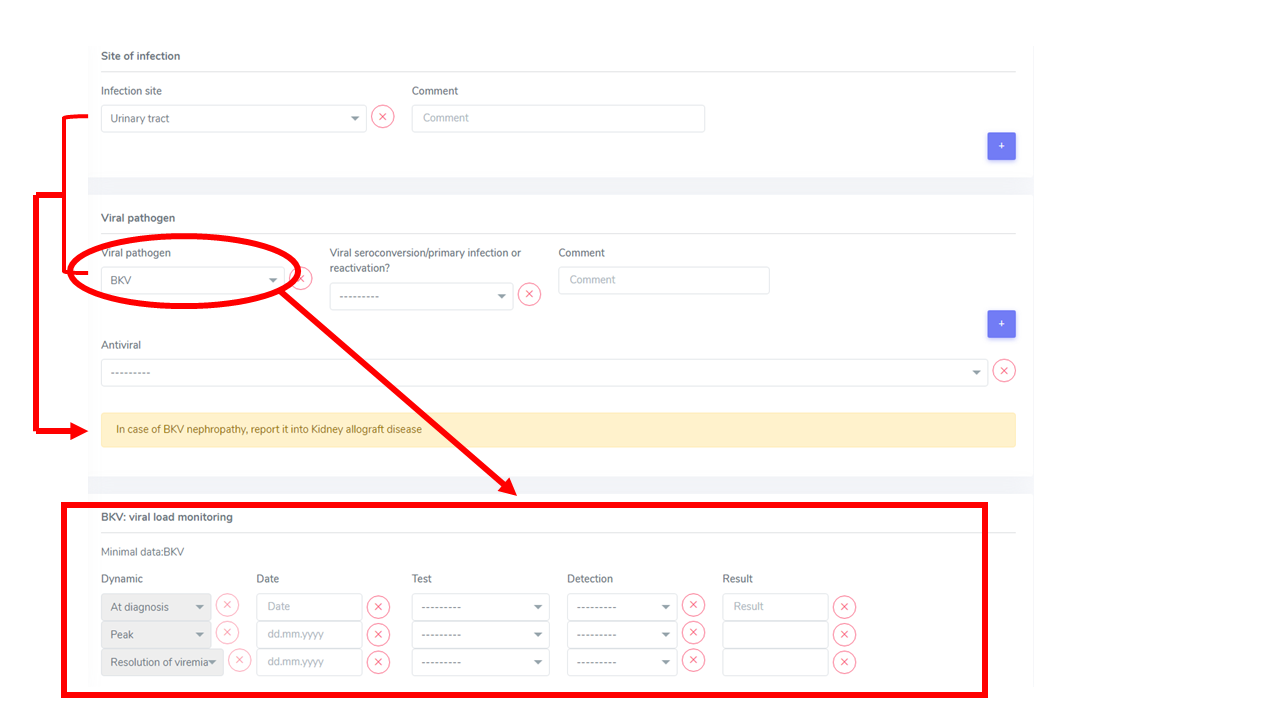 Site of infection
Infection site Comment
Urinary tract Comment
+
Viral pathogen
Viral pathogen Viral seroconversion/primary infection or reactivation? Comment
BKV --------- Comment
+
Antiviral
---------
In case of BKV nephropathy, report it into Kidney allograft disease
BKV: viral load monitoring
Minimal data:BKV
Dynamic Date Test Detection Result
At diagnosis Date --------- --------- Result
Peak dd.mm.yyyy --------- ---------
Resolution of viremia dd.mm.yyyy --------- ---------